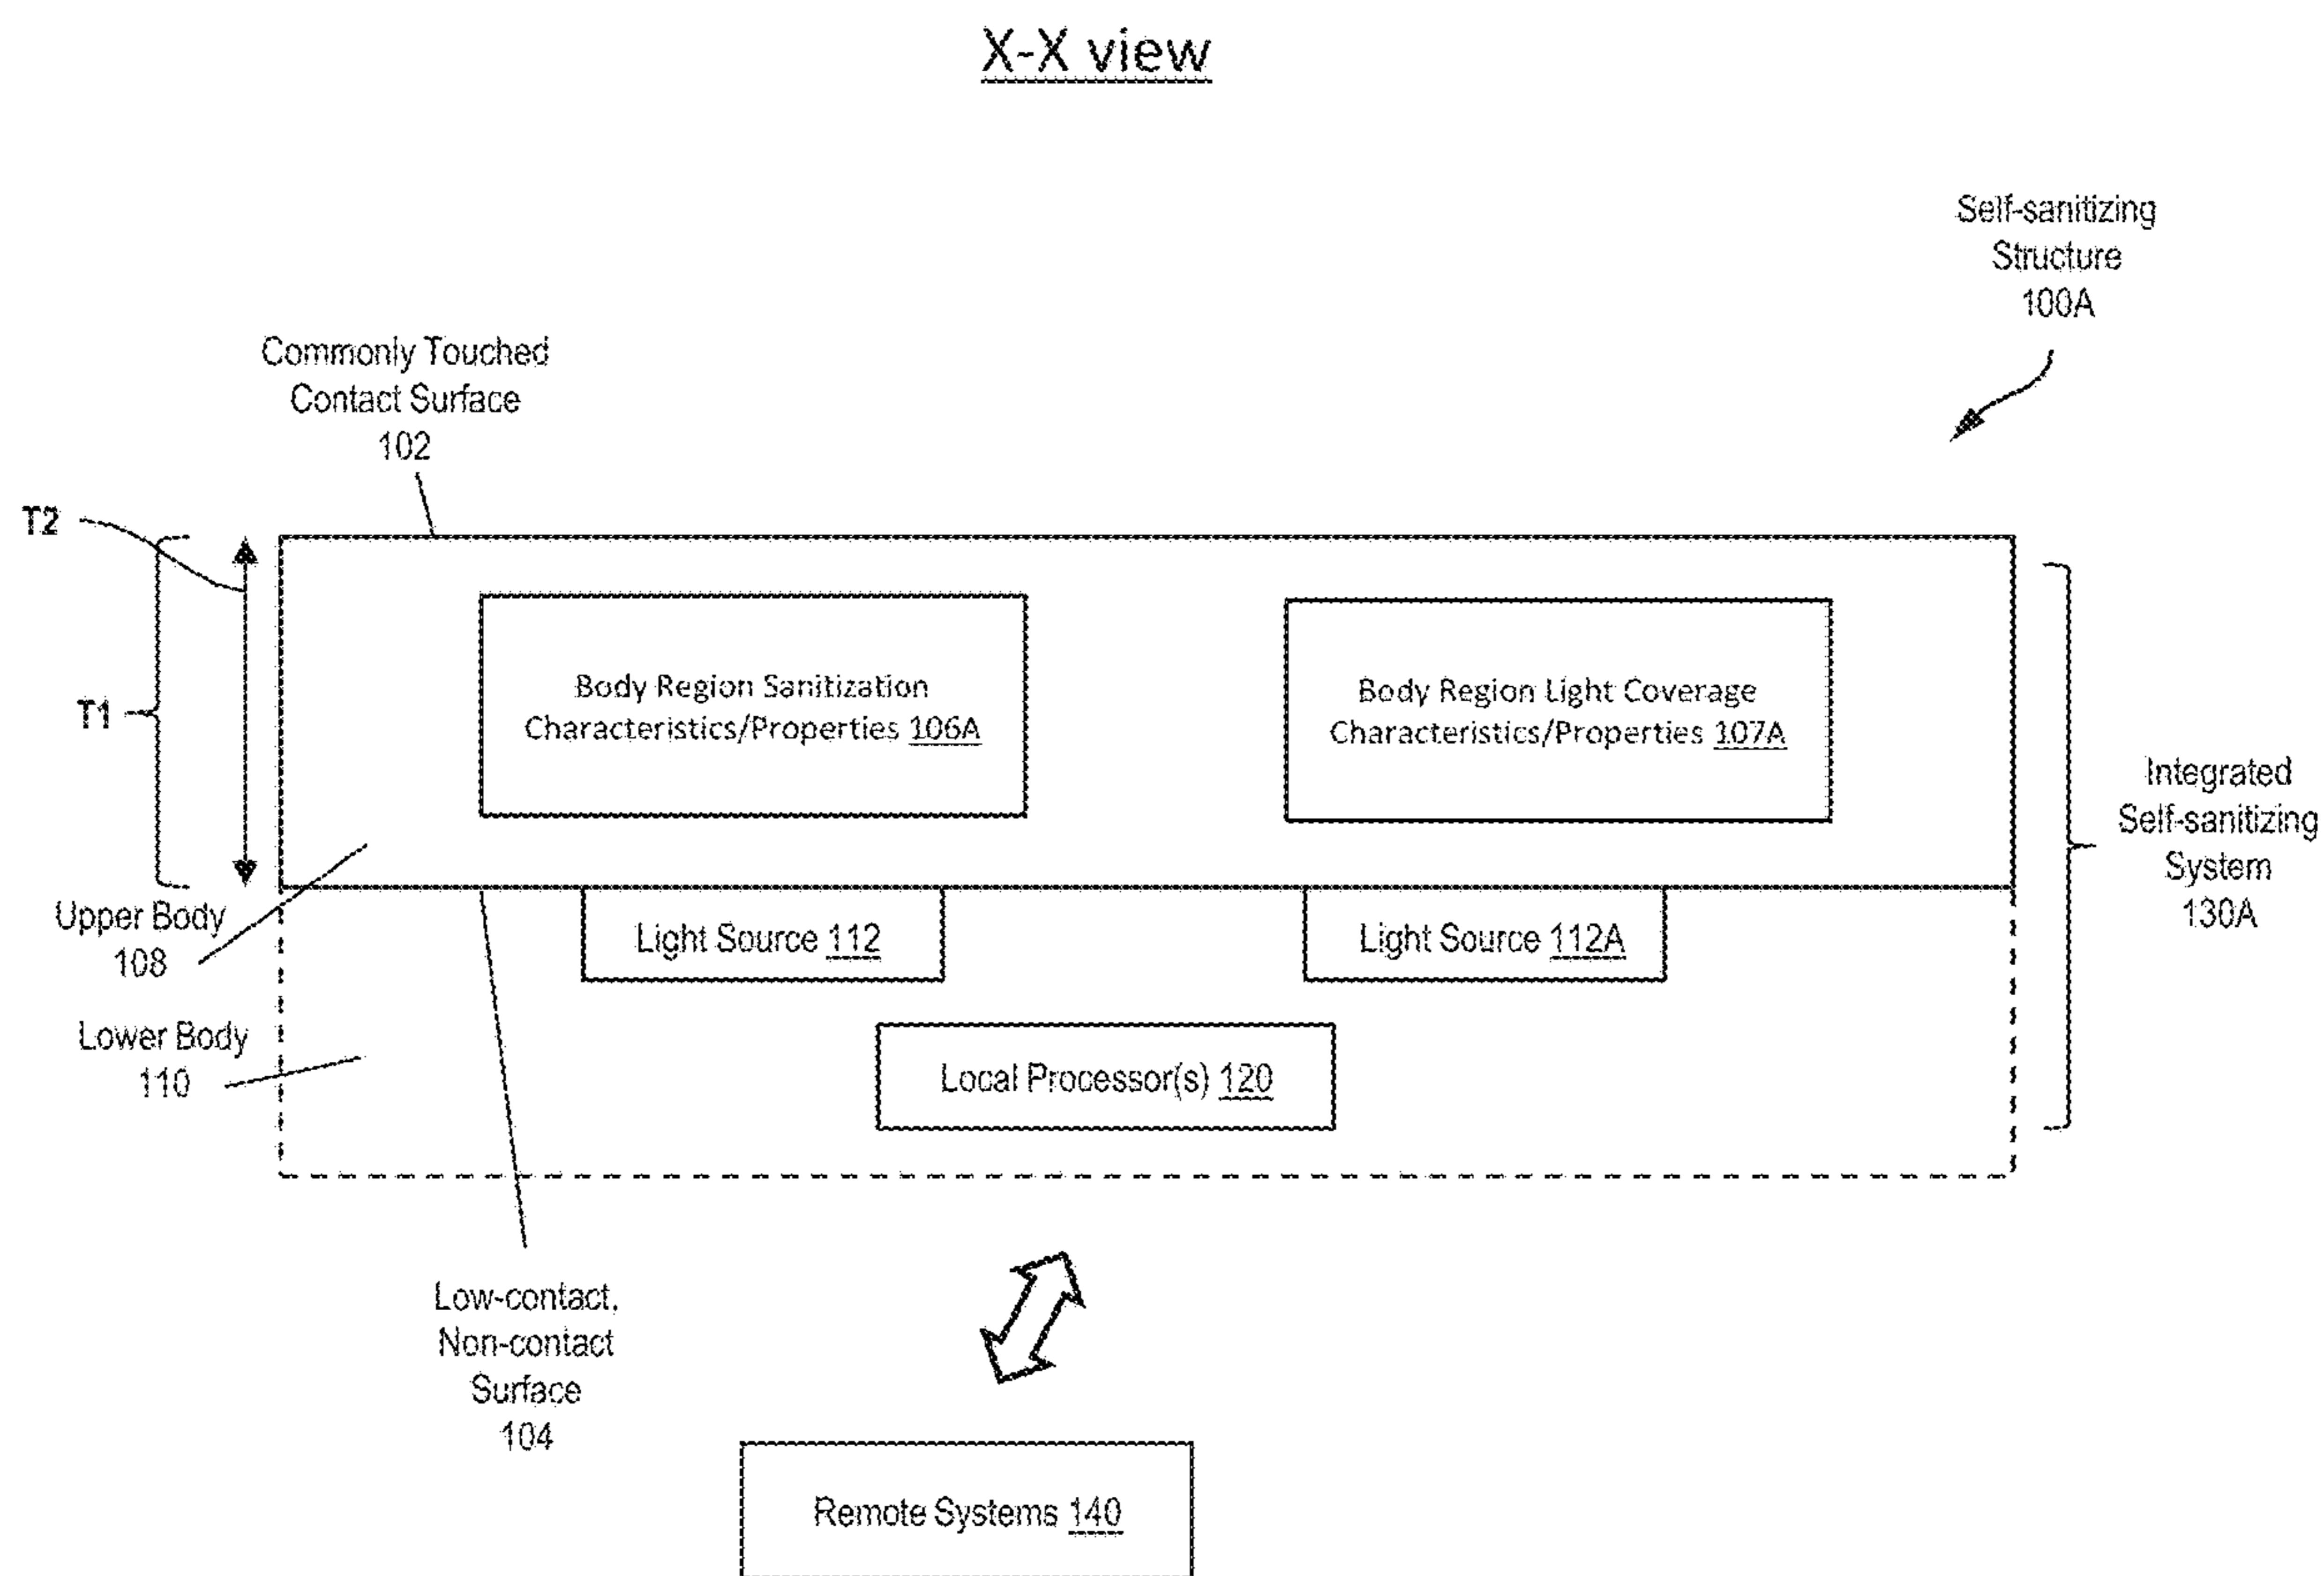 X-X view
Self-sanitizing
Structure
100A
Commonly Touched
Contact Surface
102
T2
T1
Body Region Sanitization
Characteristics/Properties 106A
Body Region Light Coverage
Characteristics/Properties 107A
Integrated
Self-sanitizing
System
130A
Upper Body
108
Light Source 112
Light Source 112A
Lower Body
110
Local Processor(s) 120
Low-contact,
Non-contact
Surface
104
Remote Systems 140